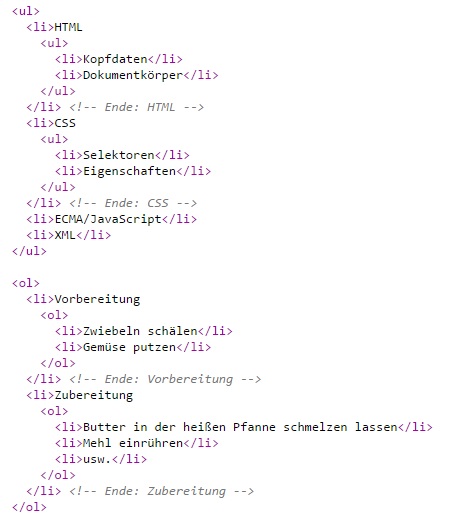 <ul>
  <li>HTML
    <ul>
      <li>Kopfdaten</li>
      <li>Dokumentkörper</li>
    </ul>
  </li> <!-- Ende: HTML -->
  <li>CSS
    <ul>
      <li>Selektoren</li>
      <li>Eigenschaften</li>
    </ul>
  </li> <!-- Ende: CSS -->
  <li>ECMA/JavaScript</li>
  <li>XML</li>
</ul>

<ol>
  <li>Vorbereitung
    <ol>
      <li>Zwiebeln schälen</li>
      <li>Gemüse putzen</li>
    </ol>
  </li> <!-- Ende: Vorbereitung -->
  <li>Zubereitung
    <ol>
      <li>Butter in der heißen Pfanne schmelzen lassen</li>
      <li>Mehl einrühren</li>
      <li>usw.</li>
    </ol>
  </li> <!-- Ende: Zubereitung -->
</ol>